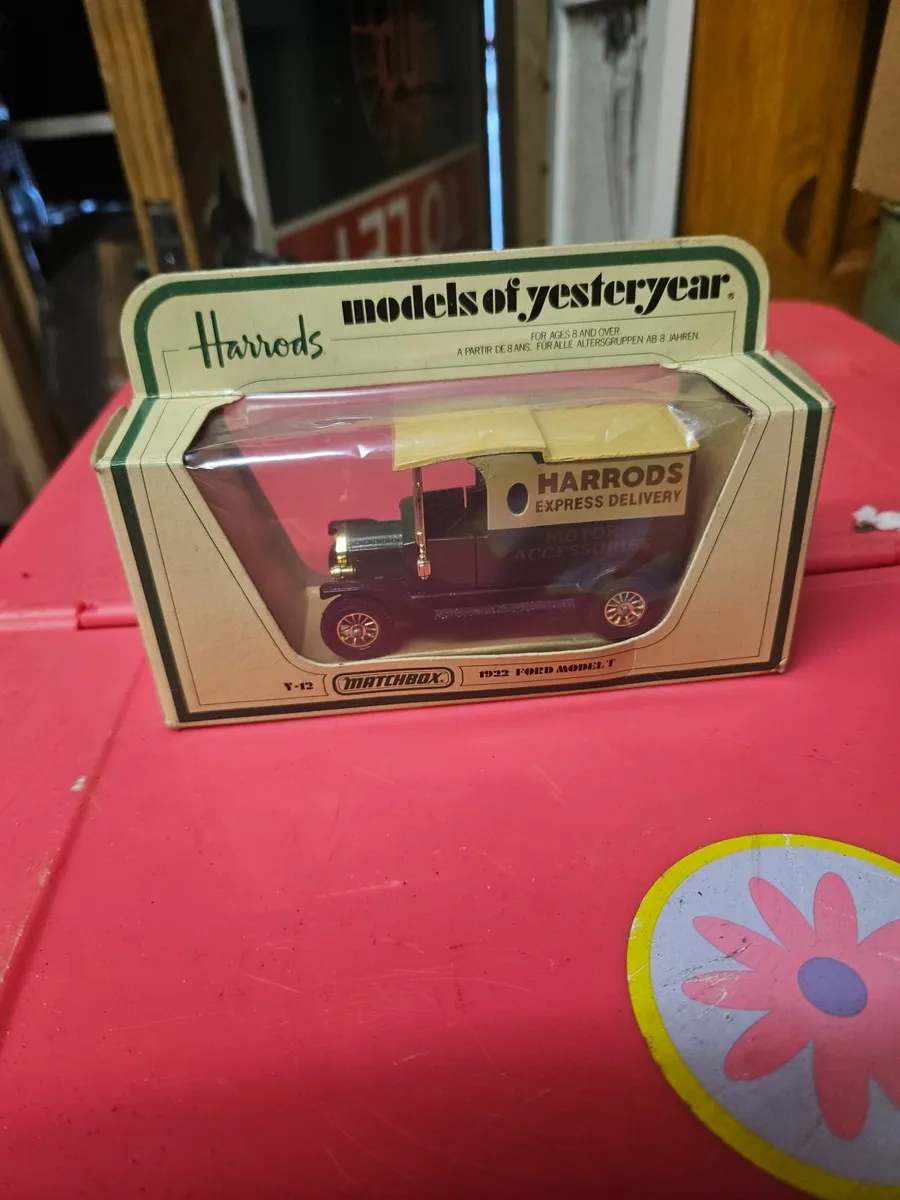 TOLET
Harrods
models of yesteryear®
FOR AGES 8 AND OVER.
A PARTIR DE 8 ANS. FÜR ALLE ALTERSGRUPPEN AB 8 JAHREN.
HARRODS
EXPRESS DELIVERY
MOTOR
ACCESSORIES
Y-12 MATCHBOX® 1922 FORD MODEL T